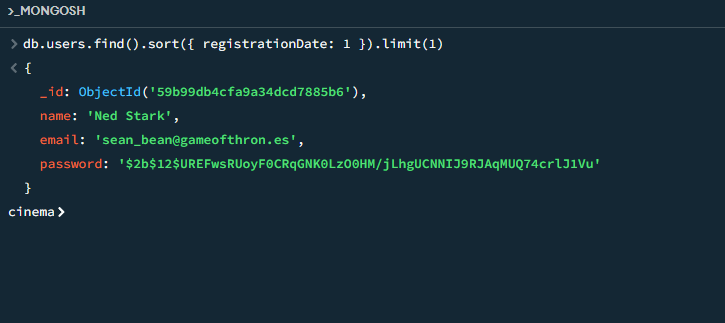 >_MONGOSH
> db.users.find().sort({ registrationDate: 1 }).limit(1)
< {
_id: ObjectId('59b99db4cfa9a34dcd7885b6'),
name: 'Ned Stark',
email: 'sean_bean@gameofthron.es',
password: '$2b$12$UREFwsRUoyF0CRqGNK0LzO0HM/jLhgUCNNIJ9RJAqMUQ74crlJ1Vu'
}
cinema>